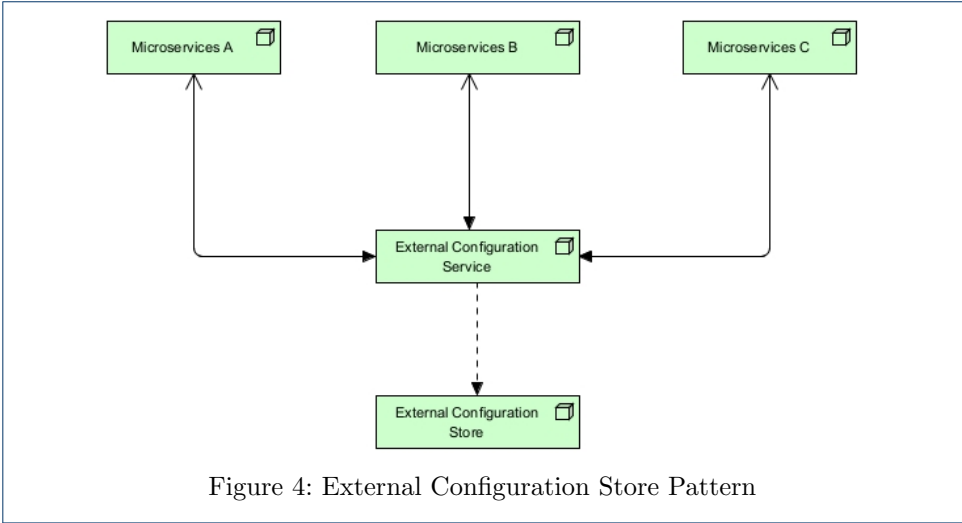 Microservices A
Microservices B
Microservices C
External Configuration
Service
External Configuration
Store
Figure 4: External Configuration Store Pattern